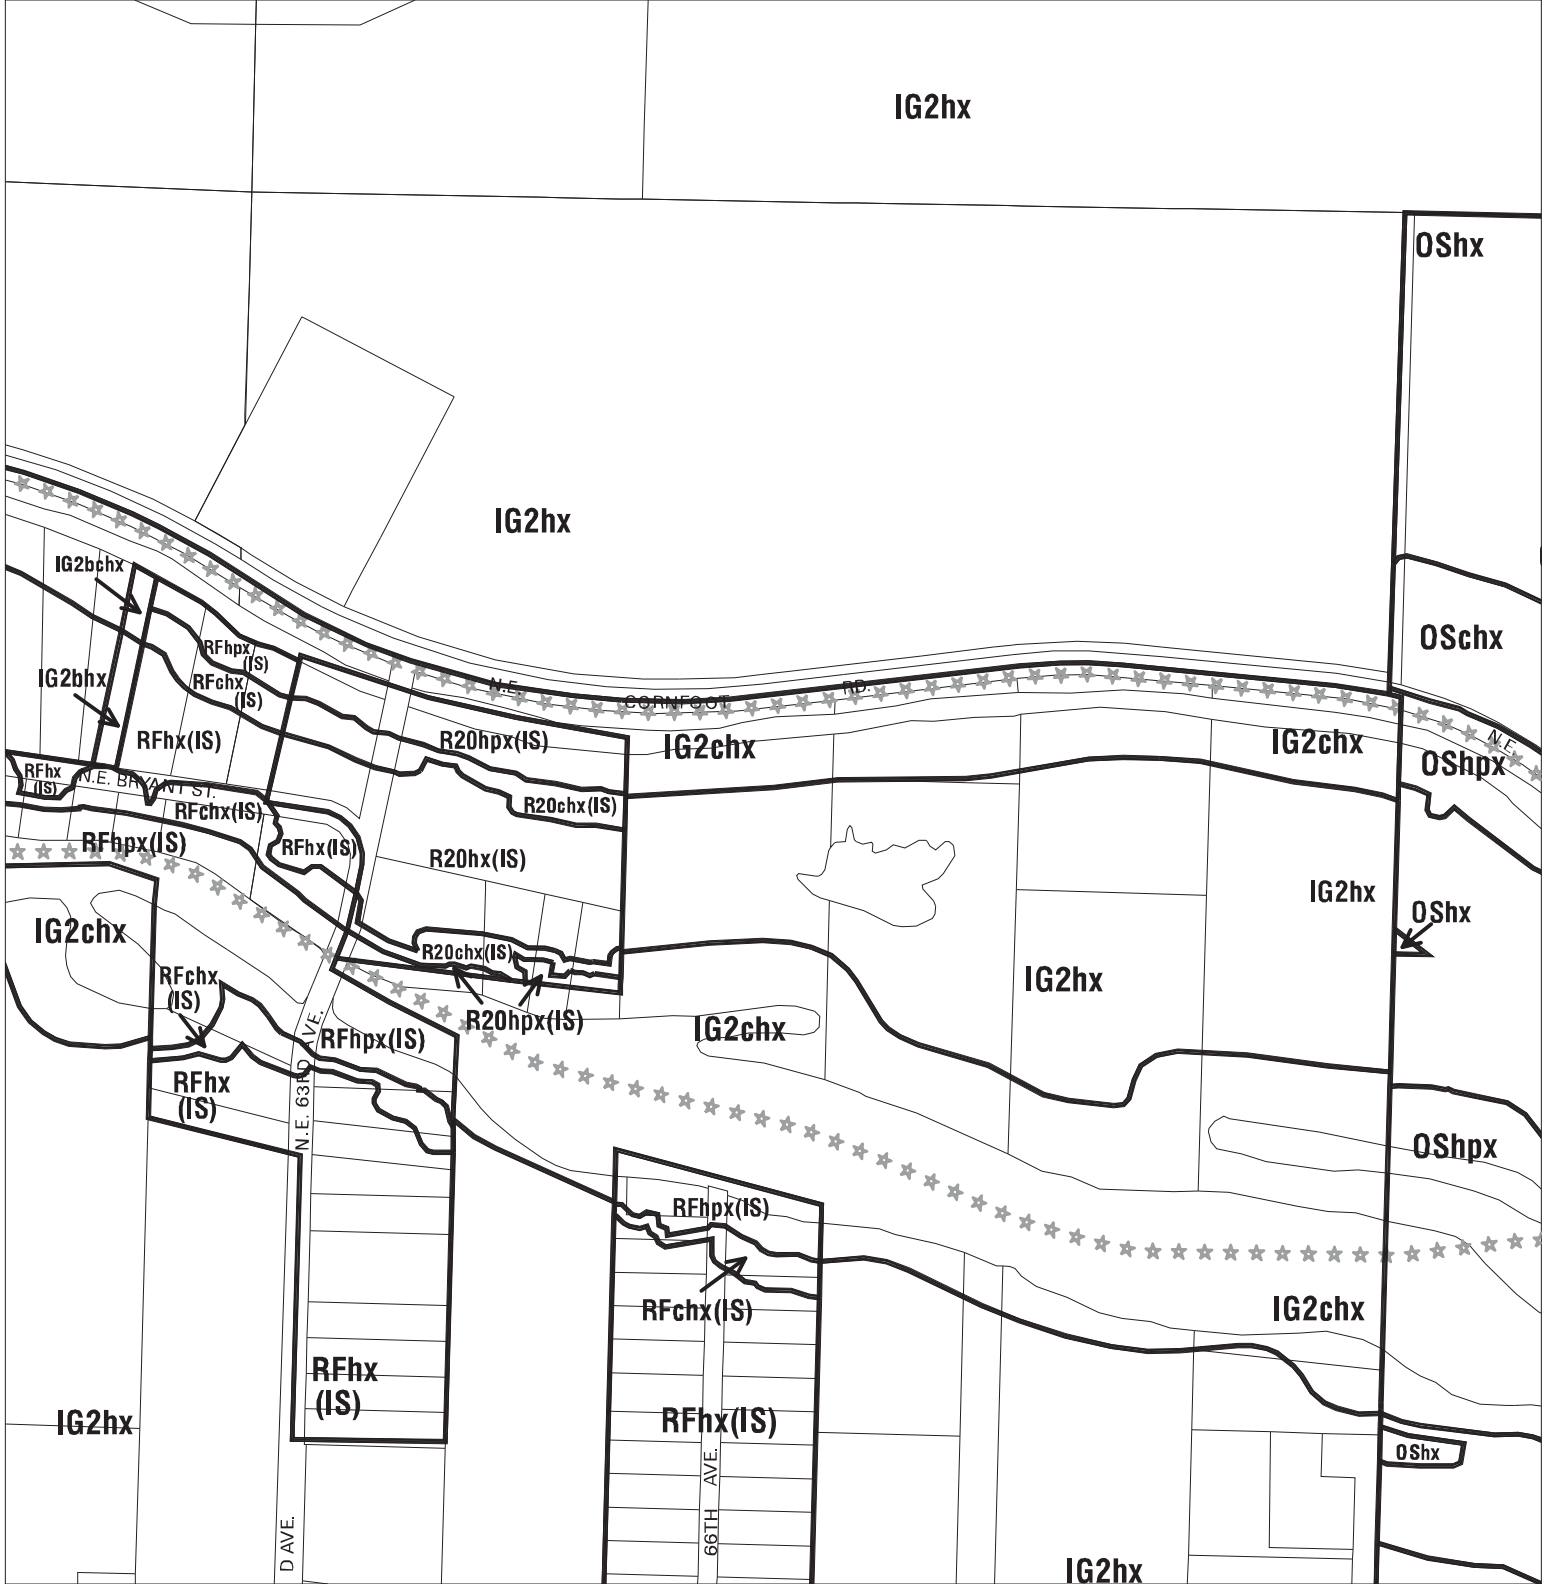 IG2hx
OShx
IG2hx
IG2bchx
OSchx
RFhpx
(IS)
IG2bhx
RFchx
(IS)
N.E. CORNFOOT RD.
N.E.
RFhx(IS)
R20hpx(IS)
IG2chx
IG2chx
OShpx
RFhx
(IS)
N.E. BRYANT ST.
RFchx(IS)
R20chx(IS)
RFhpx(IS)
RFhx(IS)
R20hx(IS)
IG2hx
OShx
IG2chx
R20chx(IS)
RFchx
(IS)
IG2hx
R20hpx(IS)
IG2chx
RFhpx(IS)
RFhx
(IS)
N.E. 63RD AVE.
OShpx
RFhpx(IS)
RFchx(IS)
IG2chx
RFhx
(IS)
IG2hx
RFhx(IS)
OShx
66TH AVE.
D AVE.
IG2hx